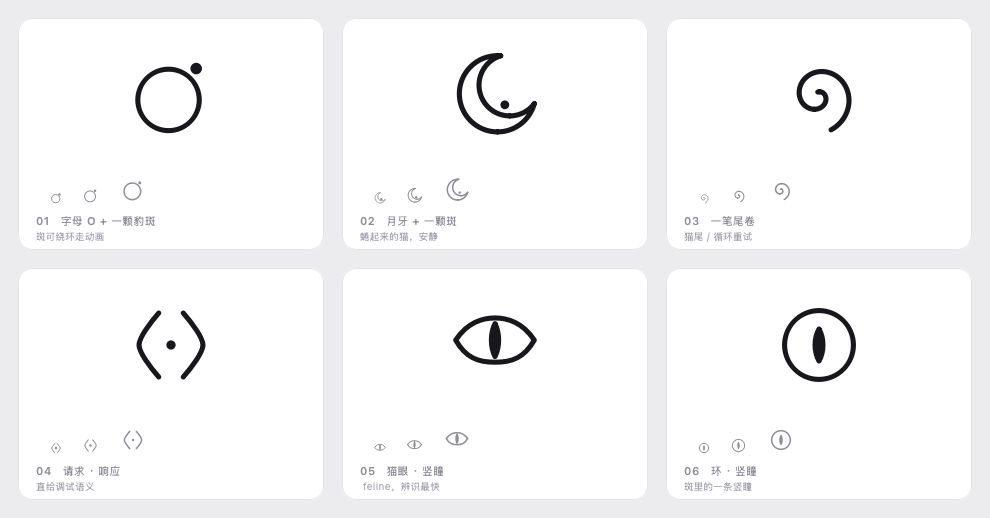 01 字母 O + 一颗豹斑
斑可绕环走动画
02 月牙 + 一颗斑
蜷起来的猫，安静
03 一笔尾卷
猫尾 / 循环重试
04 请求 · 响应
直给调试语义
05 猫眼 · 竖瞳
feline，辨识最快
06 环 · 竖瞳
斑里的一条竖瞳